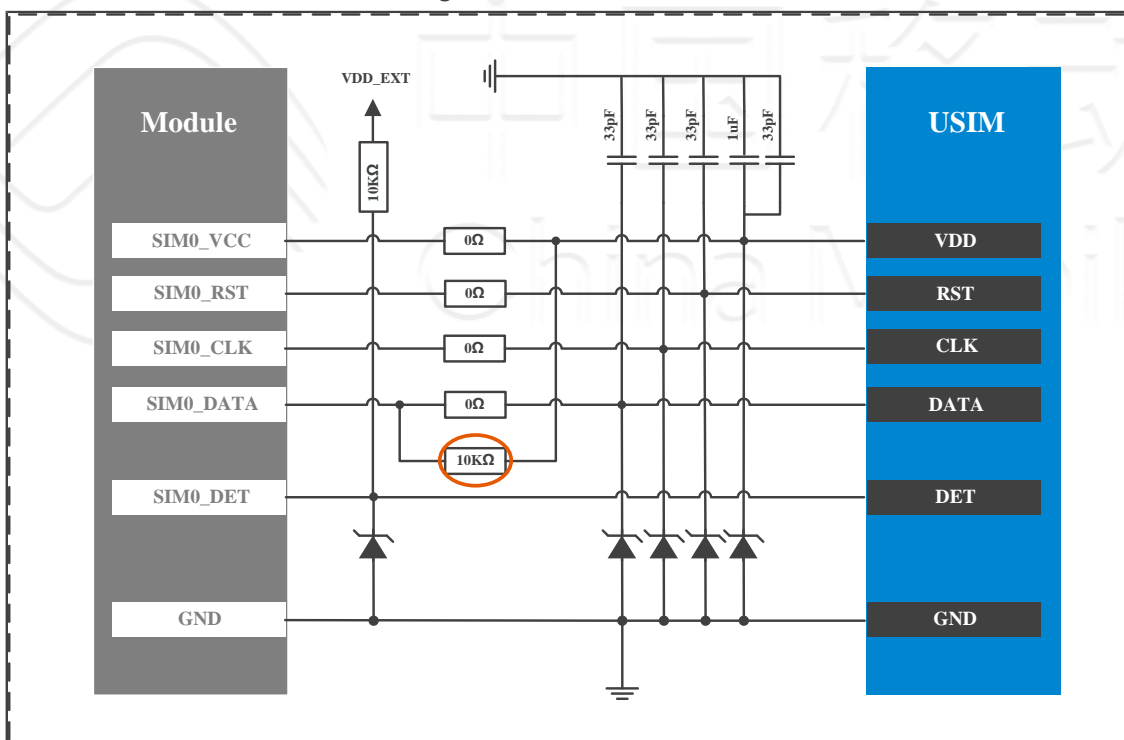 VDD_EXT
Module
USIM
33pF
33pF
33pF
1uF
33pF
10KΩ
SIM0_VCC
0Ω
VDD
SIM0_RST
0Ω
RST
SIM0_CLK
0Ω
CLK
SIM0_DATA
0Ω
DATA
10KΩ
SIM0_DET
DET
GND
GND